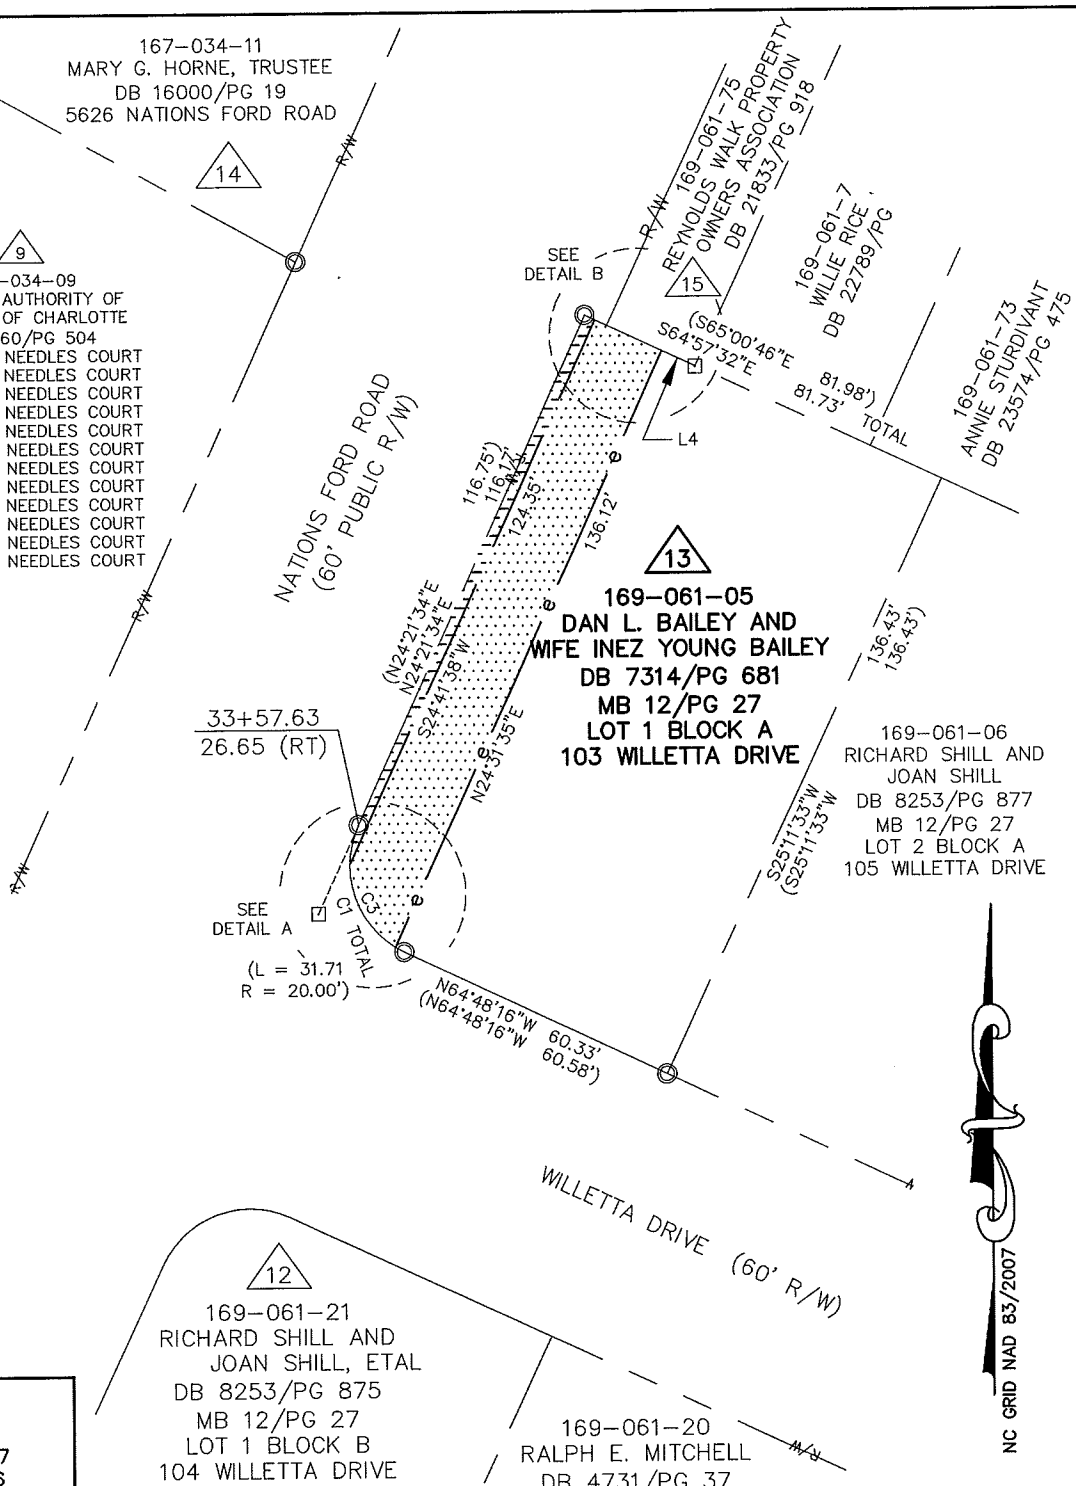 167-034-11
MARY G. HORNE, TRUSTEE
DB 16000/PG 19
5626 NATIONS FORD ROAD
14
R/W
9
-034-09
AUTHORITY OF
OF CHARLOTTE
60/PG 504
NEEDLES COURT
NEEDLES COURT
NEEDLES COURT
NEEDLES COURT
NEEDLES COURT
NEEDLES COURT
NEEDLES COURT
NEEDLES COURT
NEEDLES COURT
NEEDLES COURT
NEEDLES COURT
NEEDLES COURT
R/W
R/W
NATIONS FORD ROAD
(60' PUBLIC R/W)
SEE
DETAIL B
R/W
169-061-75
REYNOLDS WALK PROPERTY
OWNERS ASSOCIATION
DB 21833/PG 918
15
169-061-7
WILLIE RICE
DB 22789/PG
169-061-73
ANNIE STURDIVANT
DB 23574/PG 475
(S65°00'46"E 81.98')
S64°57'32"E 81.73' TOTAL
L4
116.75')
116.17'
124.35'
136.12'
(N24°21'34"E
N24°21'34"E
S24°41'38"W
N24°31'35"E
e
e
e
e
13
169-061-05
DAN L. BAILEY AND
WIFE INEZ YOUNG BAILEY
DB 7314/PG 681
MB 12/PG 27
LOT 1 BLOCK A
103 WILLETTA DRIVE
33+57.63
26.65 (RT)
136.43'
136.43')
S25°11'33"W
(S25°11'33"W
169-061-06
RICHARD SHILL AND
JOAN SHILL
DB 8253/PG 877
MB 12/PG 27
LOT 2 BLOCK A
105 WILLETTA DRIVE
SEE
DETAIL A
C3
C1 TOTAL
(L = 31.71
R = 20.00')
N64°48'16"W 60.33'
(N64°48'16"W 60.58')
WILLETTA DRIVE (60' R/W)
NC GRID NAD 83/2007
12
169-061-21
RICHARD SHILL AND
JOAN SHILL, ETAL
DB 8253/PG 875
MB 12/PG 27
LOT 1 BLOCK B
104 WILLETTA DRIVE
169-061-20
RALPH E. MITCHELL
DB 4731/PG 37
R/W
7